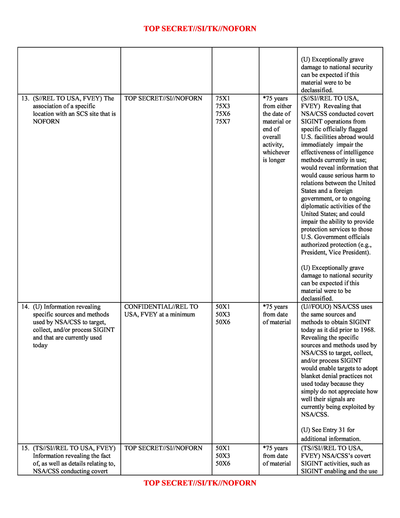 TOP SECRET//SI/TK//NOFORN
(U) Exceptionally grave
damage to national security
can be expected if this
material were to be
declassified.
13. (S//REL TO USA, FVEY) The
association of a specific
location with an SCS site that is
NOFORN
TOP SECRET//SI//NOFORN
75X1
75X3
75X6
75X7
*75 years
from either
the date of
material or
end of
overall
activity,
whichever
is longer
(S//SI//REL TO USA,
FVEY) Revealing that
NSA/CSS conducted covert
SIGINT operations from
specific officially flagged
U.S. facilities abroad would
immediately impair the
effectiveness of intelligence
methods currently in use;
would reveal information that
would cause serious harm to
relations between the United
States and a foreign
government, or to ongoing
diplomatic activities of the
United States; and could
impair the ability to provide
protection services to those
U.S. Government officials
authorized protection (e.g.,
President, Vice President).
(U) Exceptionally grave
damage to national security
can be expected if this
material were to be
declassified.
14. (U) Information revealing
specific sources and methods
used by NSA/CSS to target,
collect, and/or process SIGINT
and that are currently used
today
CONFIDENTIAL//REL TO
USA, FVEY at a minimum
50X1
50X3
50X6
*75 years
from date
of material
(U//FOUO) NSA/CSS uses
the same sources and
methods to obtain SIGINT
today as it did prior to 1968.
Revealing the specific
sources and methods used by
NSA/CSS to target, collect,
and/or process SIGINT
would enable targets to adopt
blanket denial practices not
used today because they
simply do not appreciate how
well their signals are
currently being exploited by
NSA/CSS.
(U) See Entry 31 for
additional information.
15. (TS//SI//REL TO USA, FVEY)
Information revealing the fact
of, as well as details relating to,
NSA/CSS conducting covert
TOP SECRET//SI//NOFORN
50X1
50X3
50X6
*75 years
from date
of material
(TS//SI//REL TO USA,
FVEY) NSA/CSS's covert
SIGINT activities, such as
SIGINT enabling and the use
TOP SECRET//SI/TK//NOFORN